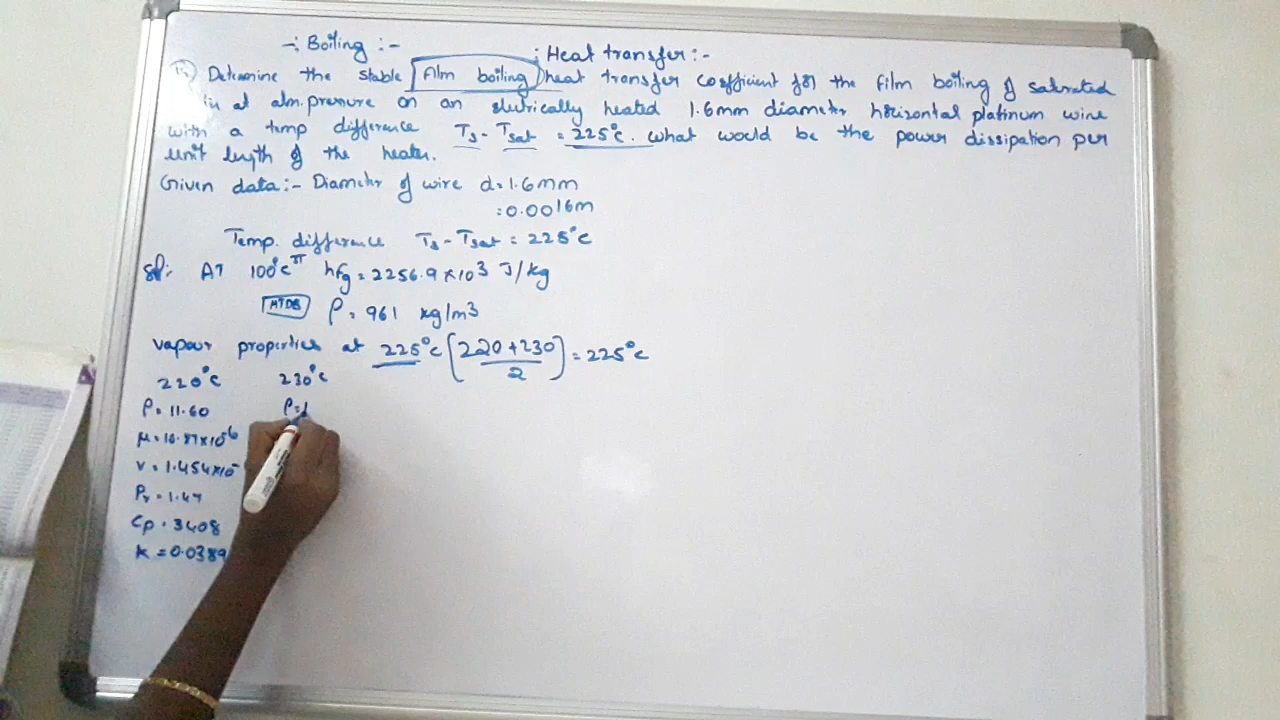 -: Boiling :-
: Heat transfer :-
Determine the stable film boiling heat transfer coefficient for the film boiling of saturated
at atm. pressure on an eletrically heated 1.6mm diameter horizontal platinum wire
with a temp difference Ts - Tsat = 225°c. what would be the power dissipation per
unit length of the heater.
Given data:- Diameter of wire d=1.6mm
=0.0016m
Temp. difference Ts - Tsat = 225°c
Sol: AT 100°c hfg = 2256.9 × 10³ J/kg
HTDB ρ = 961 kg/m3
vapour properties at 225°c [220+230/2] = 225°c
220°c 230°c
ρ = 11.60 ρ=1
μ = 16.87×10-6
ν = 1.454×10-
Pr = 1.47
Cp = 3408
K = 0.0389